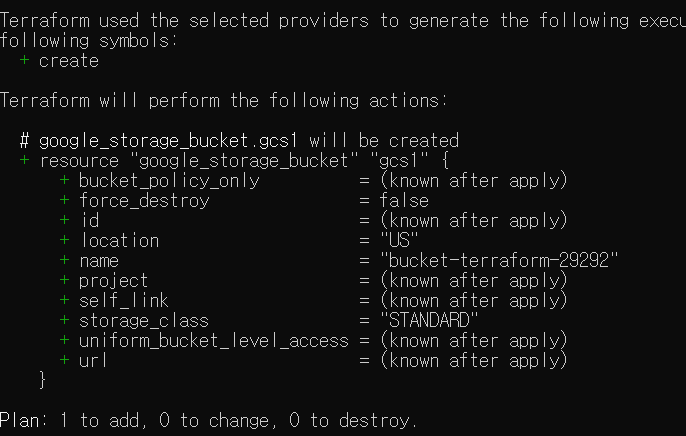 Terraform used the selected providers to generate the following execu
following symbols:
  + create

Terraform will perform the following actions:

  # google_storage_bucket.gcs1 will be created
  + resource "google_storage_bucket" "gcs1" {
      + bucket_policy_only          = (known after apply)
      + force_destroy               = false
      + id                          = (known after apply)
      + location                    = "US"
      + name                        = "bucket-terraform-29292"
      + project                     = (known after apply)
      + self_link                   = (known after apply)
      + storage_class               = "STANDARD"
      + uniform_bucket_level_access = (known after apply)
      + url                         = (known after apply)
    }

Plan: 1 to add, 0 to change, 0 to destroy.